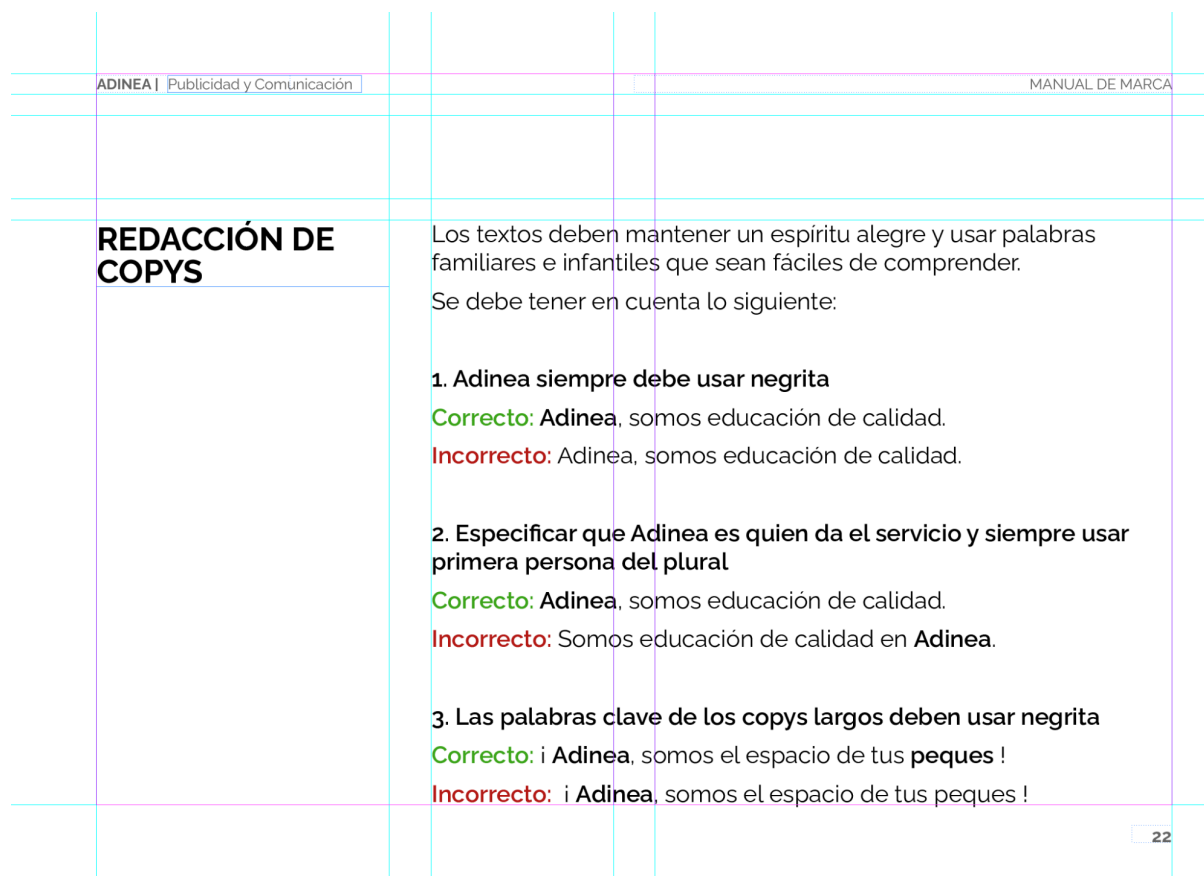 ADINEA | Publicidad y Comunicación
MANUAL DE MARCA
REDACCIÓN DE
COPYS
Los textos deben mantener un espíritu alegre y usar palabras
familiares e infantiles que sean fáciles de comprender.
Se debe tener en cuenta lo siguiente:
1. Adinea siempre debe usar negrita
Correcto: Adinea, somos educación de calidad.
Incorrecto: Adinea, somos educación de calidad.
2. Especificar que Adinea es quien da el servicio y siempre usar
primera persona del plural
Correcto: Adinea, somos educación de calidad.
Incorrecto: Somos educación de calidad en Adinea.
3. Las palabras clave de los copys largos deben usar negrita
Correcto: ¡ Adinea, somos el espacio de tus peques !
Incorrecto: ¡ Adinea, somos el espacio de tus peques !
22